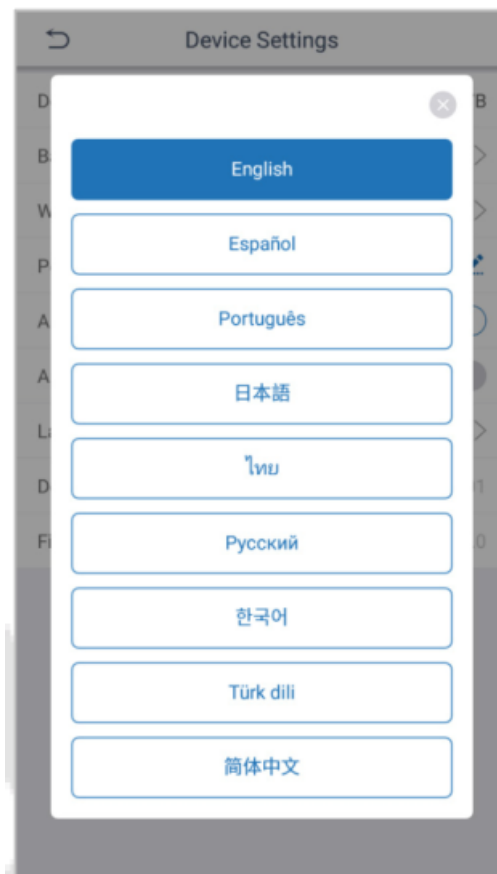 Device Settings
English
Español
Português
日本語
ไทย
Русский
한국어
Türk dili
简体中文